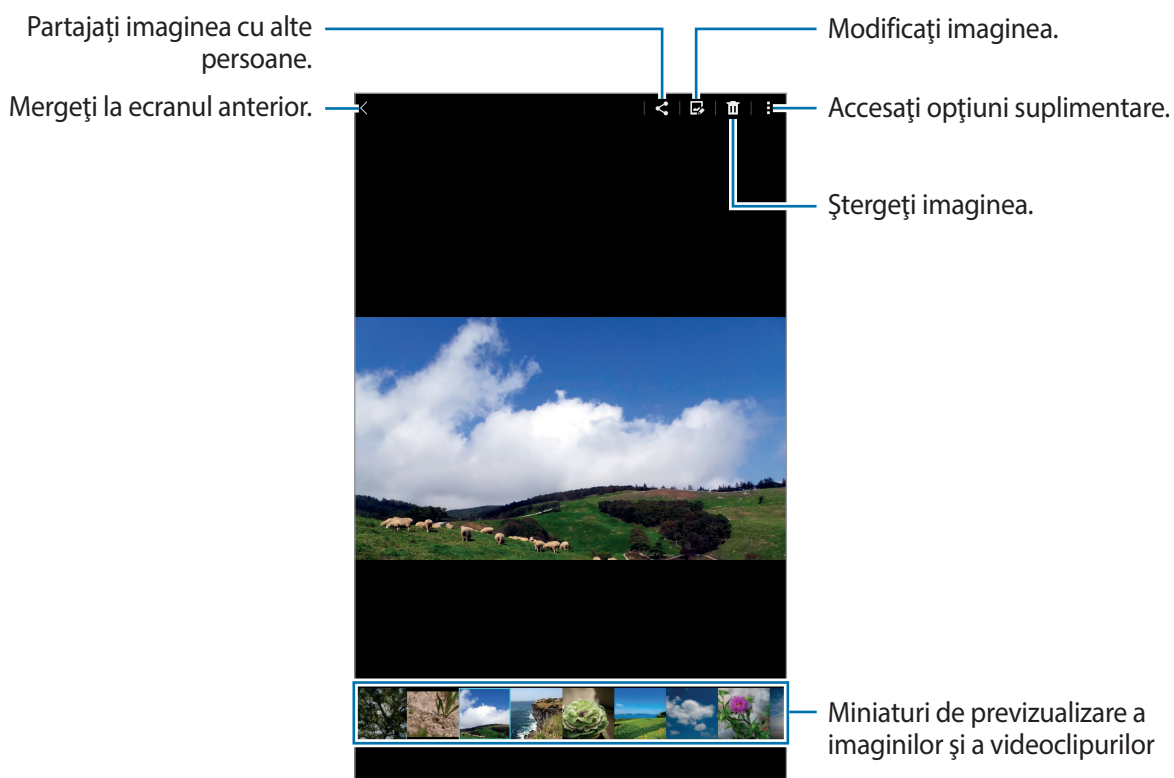 Partajați imaginea cu alte
persoane.
Mergeţi la ecranul anterior.
Modificaţi imaginea.
Accesaţi opţiuni suplimentare.
Ştergeţi imaginea.
Miniaturi de previzualizare a
imaginilor şi a videoclipurilor